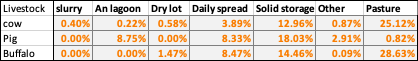 Livestock slurry An lagoon Dry lot Daily spread Solid storage Other Pasture
cow 0.40% 0.22% 0.58% 3.89% 12.96% 0.87% 25.12%
Pig 0.00% 8.75% 0.00% 8.33% 18.03% 2.91% 0.82%
Buffalo 0.00% 0.00% 1.47% 8.47% 14.46% 0.09% 28.63%